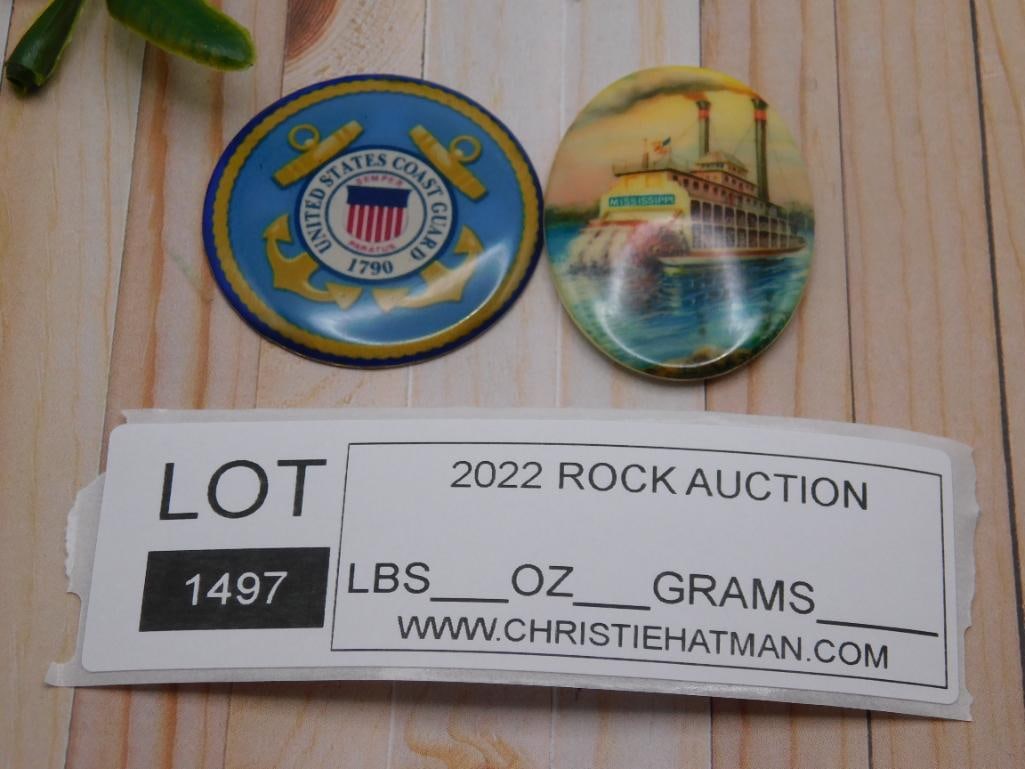 UNITED STATES COAST GUARD
SEMPER
PARATUS
1790
MISSISSIPPI
LOT
1497
2022 ROCK AUCTION
LBS___OZ___GRAMS_____
WWW.CHRISTIEHATMAN.COM